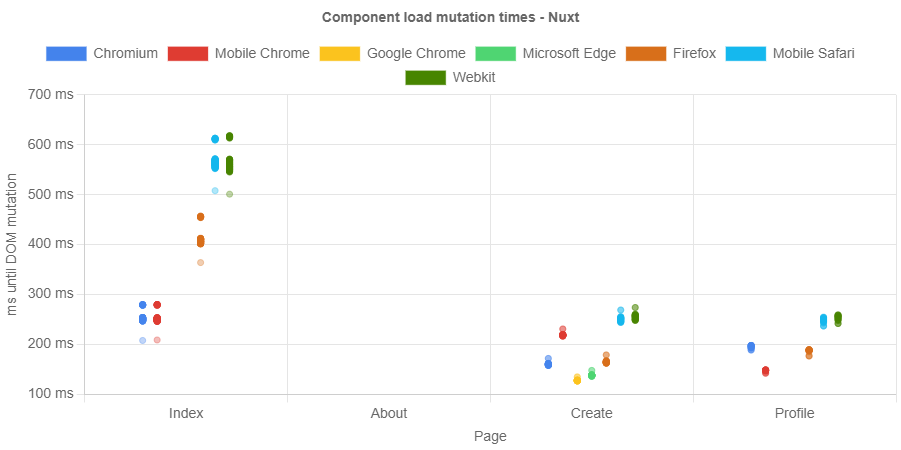 Component load mutation times - Nuxt
Chromium Mobile Chrome Google Chrome Microsoft Edge Firefox Mobile Safari
Webkit
700 ms
600 ms
500 ms
400 ms
300 ms
200 ms
100 ms
ms until DOM mutation
Index About Create Profile
Page